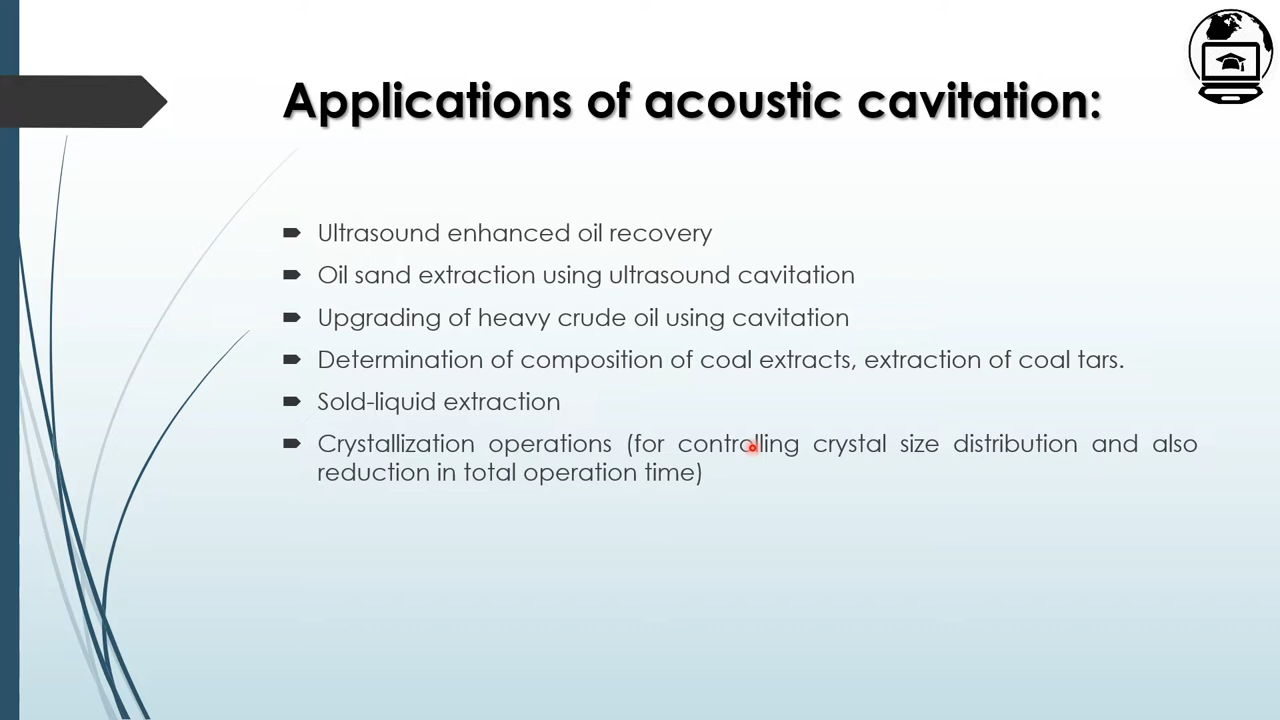 Applications of acoustic cavitation:
Ultrasound enhanced oil recovery
Oil sand extraction using ultrasound cavitation
Upgrading of heavy crude oil using cavitation
Determination of composition of coal extracts, extraction of coal tars.
Sold-liquid extraction
Crystallization operations (for controlling crystal size distribution and also
reduction in total operation time)